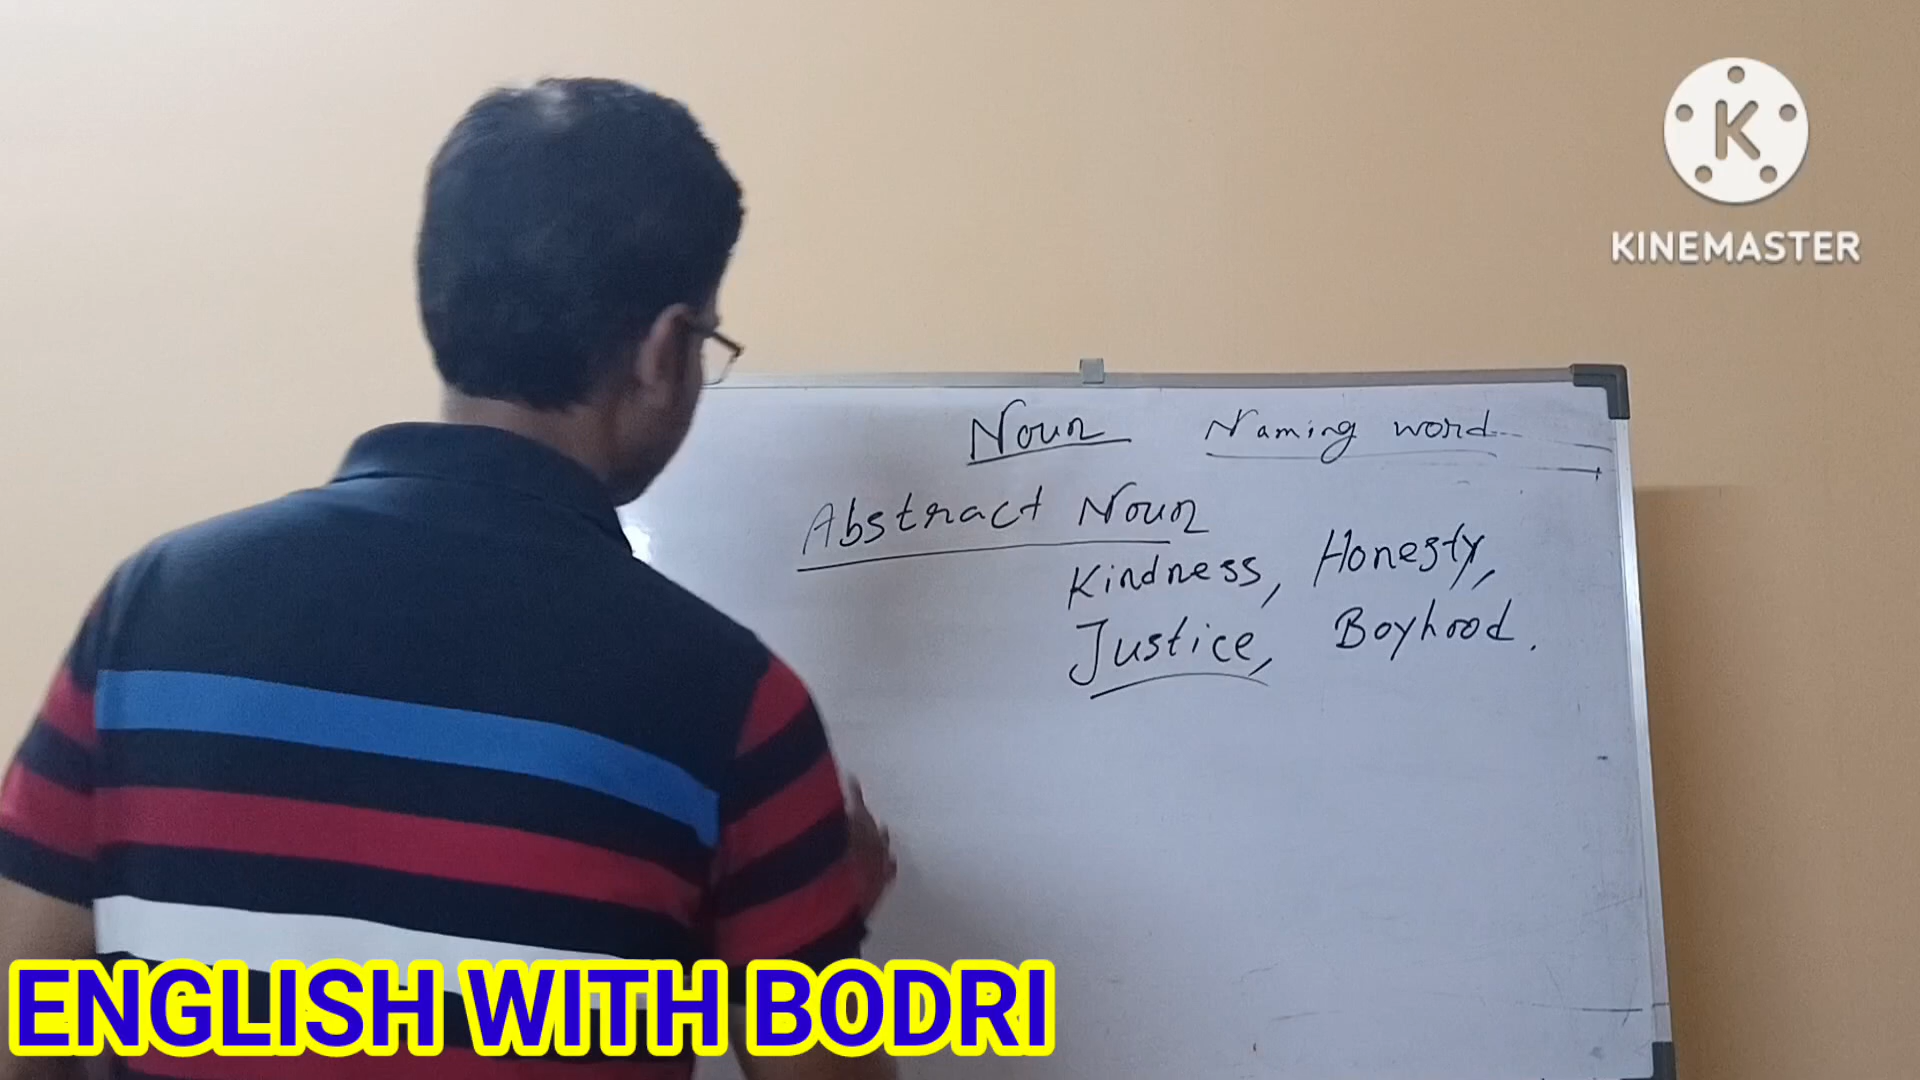 K
KINEMASTER
Noun Naming word
Abstract Noun
Kindness, Honesty,
Justice, Boyhood.
ENGLISH WITH BODRI